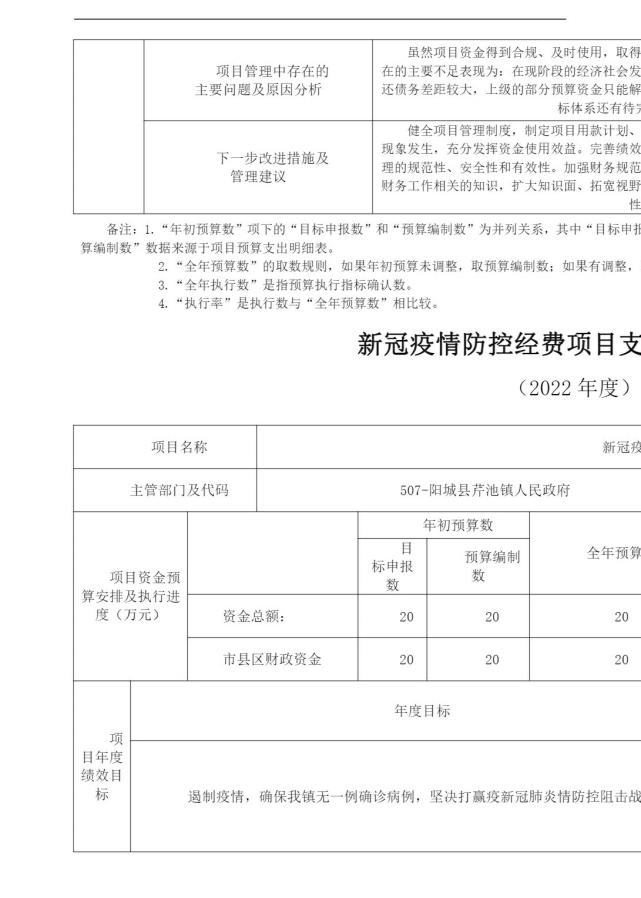 项目管理中存在的
主要问题及原因分析
虽然项目资金得到合规、及时使用，取得
在的主要不足表现为：在现阶段的经济社会发
还债务差距较大，上级的部分预算资金只能解
标体系还有待
下一步改进措施及
管理建议
健全项目管理制度，制定项目用款计划、
现象发生，充分发挥资金使用效益。完善绩效
理的规范性、安全性和有效性。加强财务规范
财务工作相关的知识，扩大知识面、拓宽视野
性
备注：1.“年初预算数”项下的“目标申报数”和“预算编制数”为并列关系，其中“目标申报
算编制数”数据来源于项目预算支出明细表。
2.“全年预算数”的取数规则，如果年初预算未调整，取预算编制数；如果有调整，
3.“全年执行数”是指预算执行指标确认数。
4.“执行率”是执行数与“全年预算数”相比较。
新冠疫情防控经费项目支
（2022 年度）
项目名称
新冠疫
主管部门及代码
507-阳城县芹池镇人民政府
项目资金预
算安排及执行进
度（万元）
年初预算数
目
标申报
数
预算编制
数
全年预算
资金总额：
20
20
20
市县区财政资金
20
20
20
项
目年度
绩效目
标
年度目标
遏制疫情，确保我镇无一例确诊病例，坚决打赢疫新冠肺炎情防控阻击战